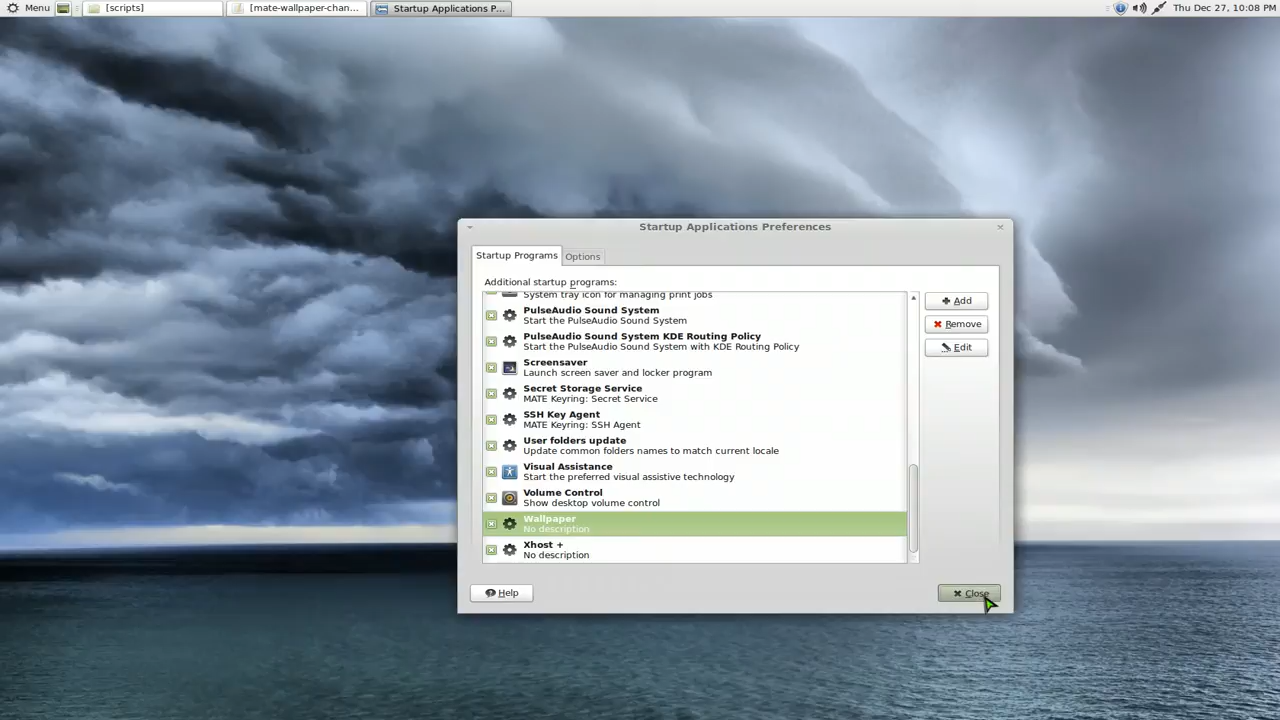 Menu
[scripts]
[mate-wallpaper-chan...
Startup Applications P...
Thu Dec 27, 10:08 PM
Startup Applications Preferences
Startup Programs
Options
Additional startup programs:
System tray icon for managing print jobs
PulseAudio Sound System
Start the PulseAudio Sound System
PulseAudio Sound System KDE Routing Policy
Start the PulseAudio Sound System with KDE Routing Policy
Screensaver
Launch screen saver and locker program
Secret Storage Service
MATE Keyring: Secret Service
SSH Key Agent
MATE Keyring: SSH Agent
User folders update
Update common folders names to match current locale
Visual Assistance
Start the preferred visual assistive technology
Volume Control
Show desktop volume control
Wallpaper
No description
Xhost +
No description
Add
Remove
Edit
Help
Close